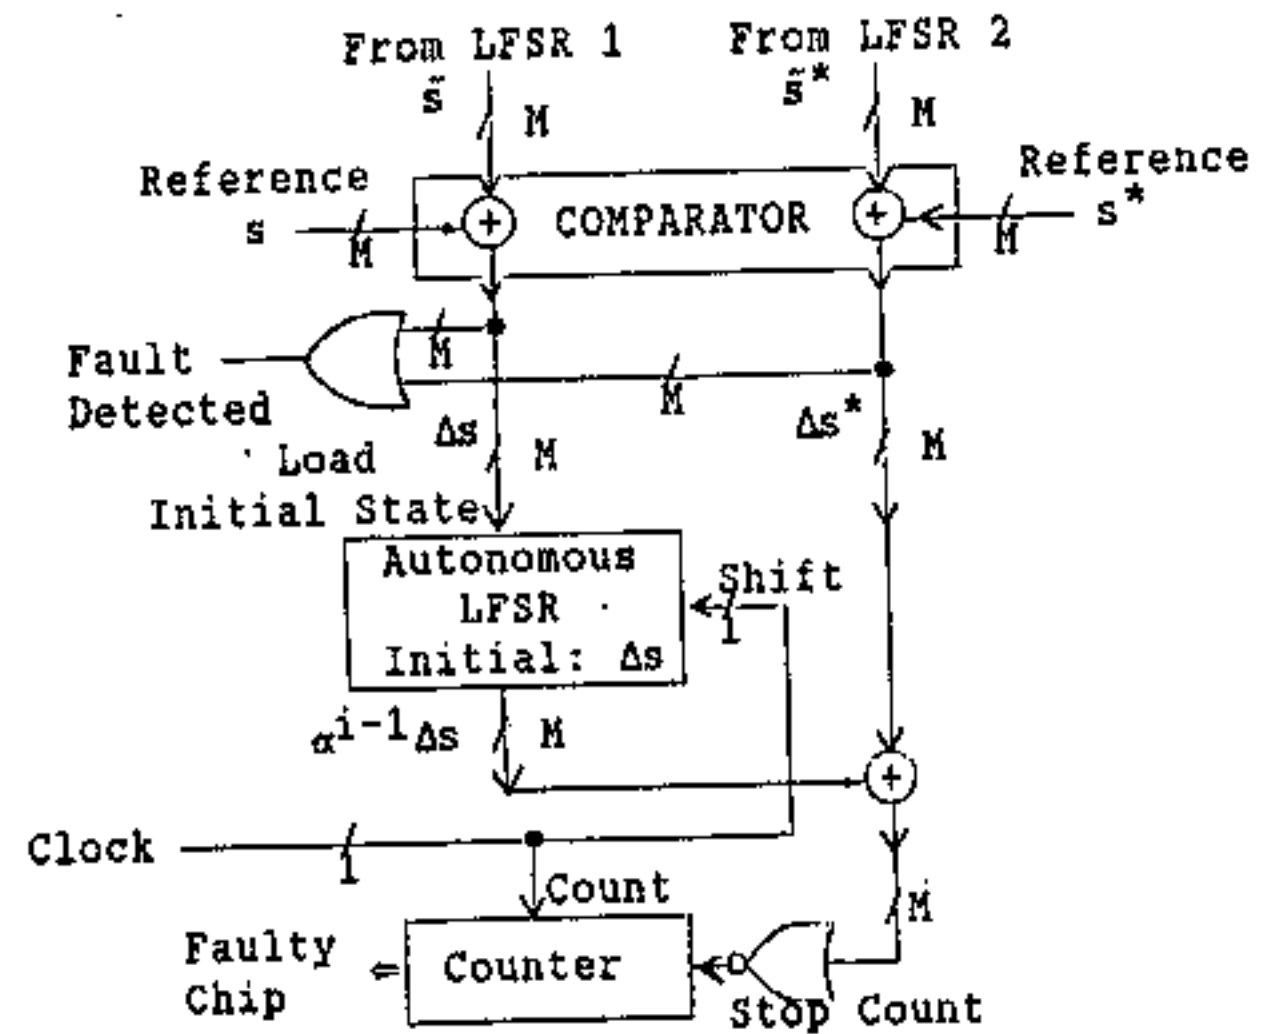 From LFSR 1
From LFSR 2
s̃
M
s̃*
M
Reference
s
M
+
COMPARATOR
+
Reference
s*
M
M
Fault
Detected
M
Δs
M
Δs*
M
Load
Initial State
Autonomous
LFSR
Initial: Δs
Shift
1
α^{i-1}Δs
M
+
Clock
1
Count
M
Faulty
Chip
⇐
Counter
Stop Count